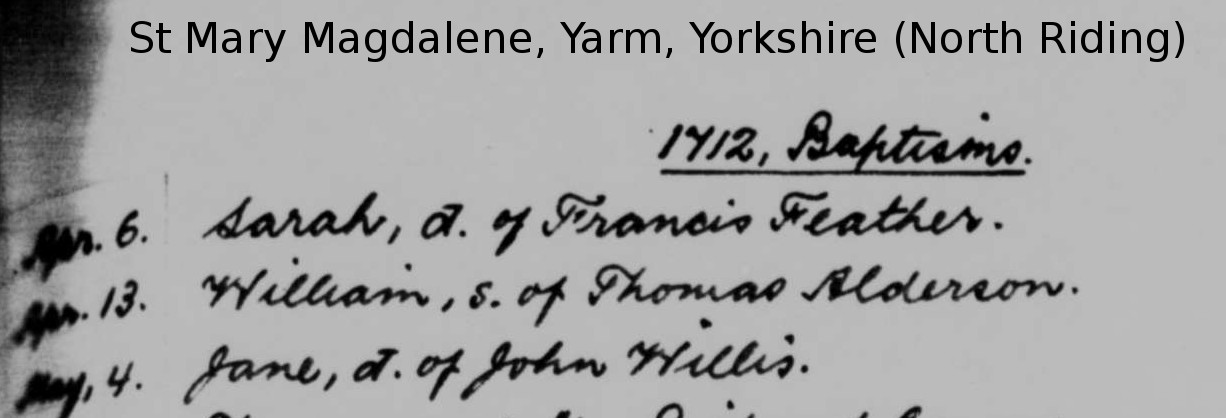 St Mary Magdalene, Yarm, Yorkshire (North Riding)
1712, Baptisms.
Apr. 6. Sarah, d. of Francis Feather.
Apr. 13. William, s. of Thomas Alderson.
May, 4. Jane, d. of John Willis.